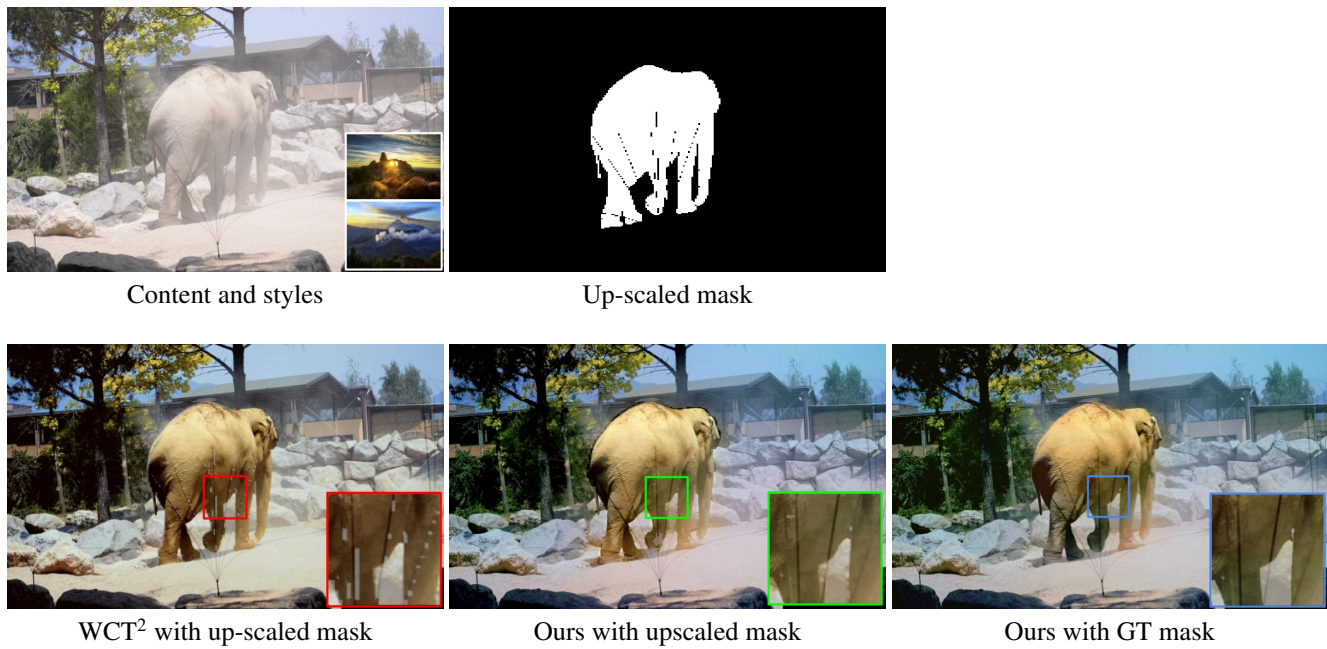 Content and styles
Up-scaled mask
WCT² with up-scaled mask
Ours with upscaled mask
Ours with GT mask